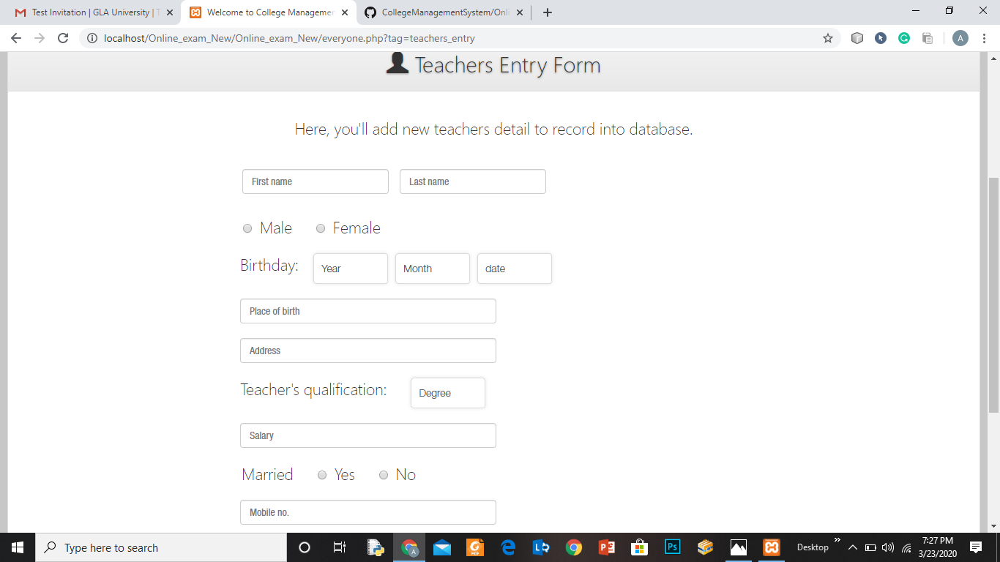 Test Invitation | GLA University | T
Welcome to College Managemen
CollegeManagementSystem/Onli
localhost/Online_exam_New/Online_exam_New/everyone.php?tag=teachers_entry
A
Teachers Entry Form
Here, you'll add new teachers detail to record into database.
First name Last name
Male Female
Birthday: Year Month date
Place of birth
Address
Teacher's qualification: Degree
Salary
Married Yes No
Mobile no.
Type here to search
Desktop
7:27 PM
3/23/2020